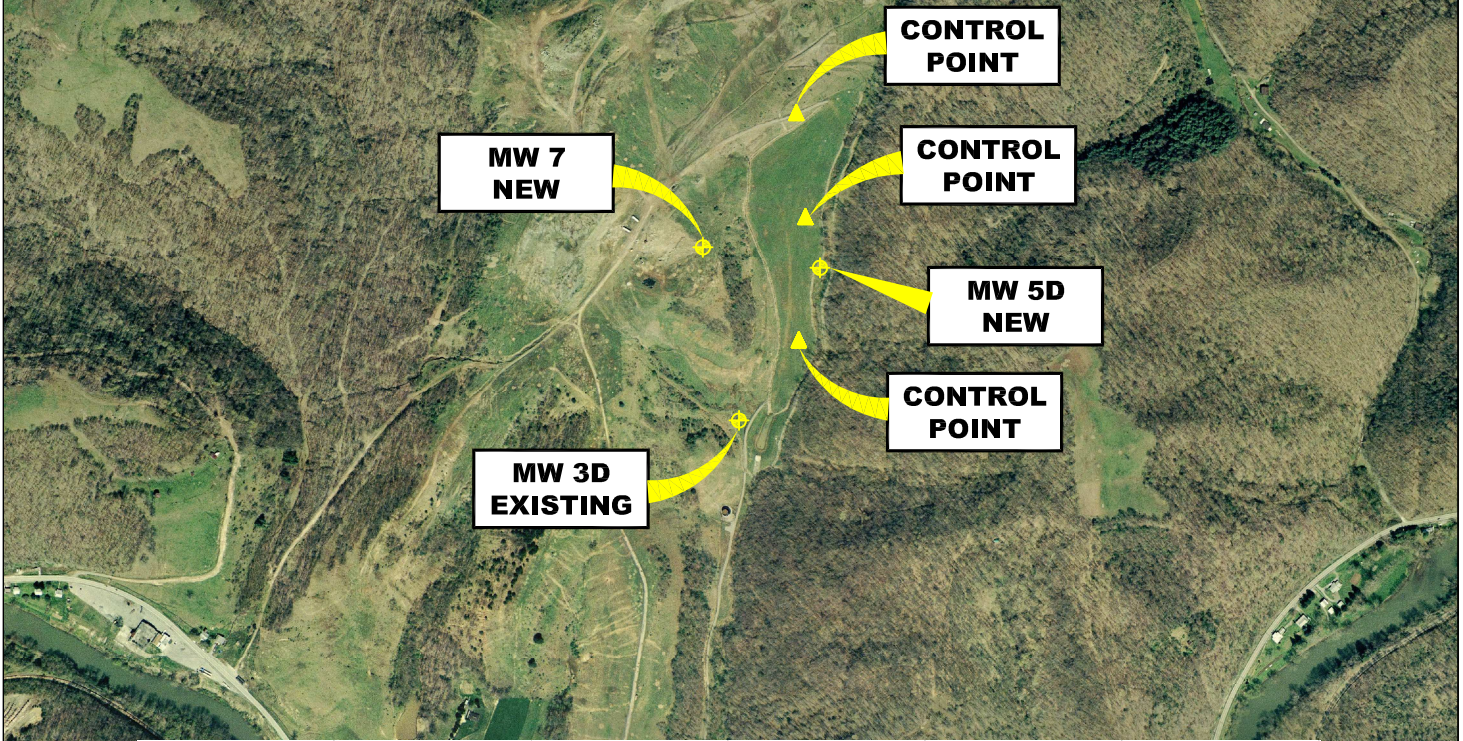 CONTROL
POINT
MW 7
NEW
CONTROL
POINT
MW 5D
NEW
CONTROL
POINT
MW 3D
EXISTING